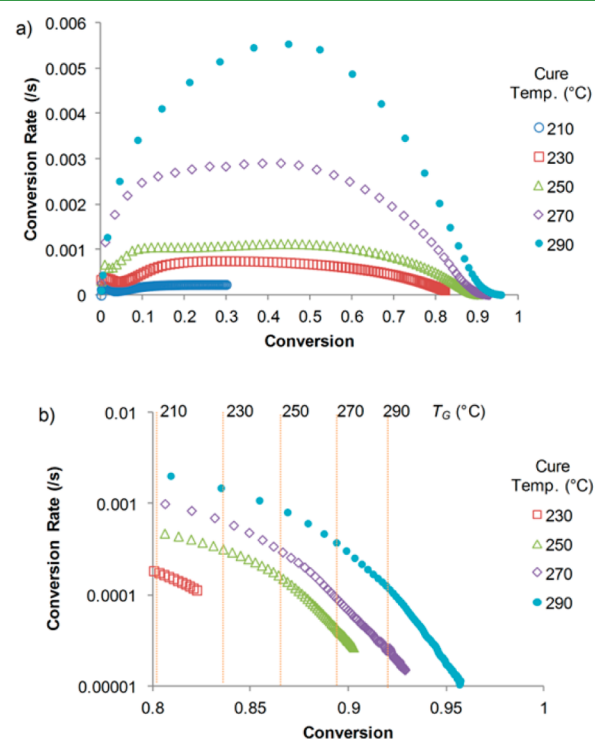 a)
0.006
0.005
0.004
0.003
0.002
0.001
0
Conversion Rate (/s)
0 0.1 0.2 0.3 0.4 0.5 0.6 0.7 0.8 0.9 1
Conversion
Cure
Temp. (°C)
210
230
250
270
290
b)
210 230 250 270 290 TG (°C)
0.01
0.001
0.0001
0.00001
Conversion Rate (/s)
0.8 0.85 0.9 0.95 1
Conversion
Cure
Temp. (°C)
230
250
270
290